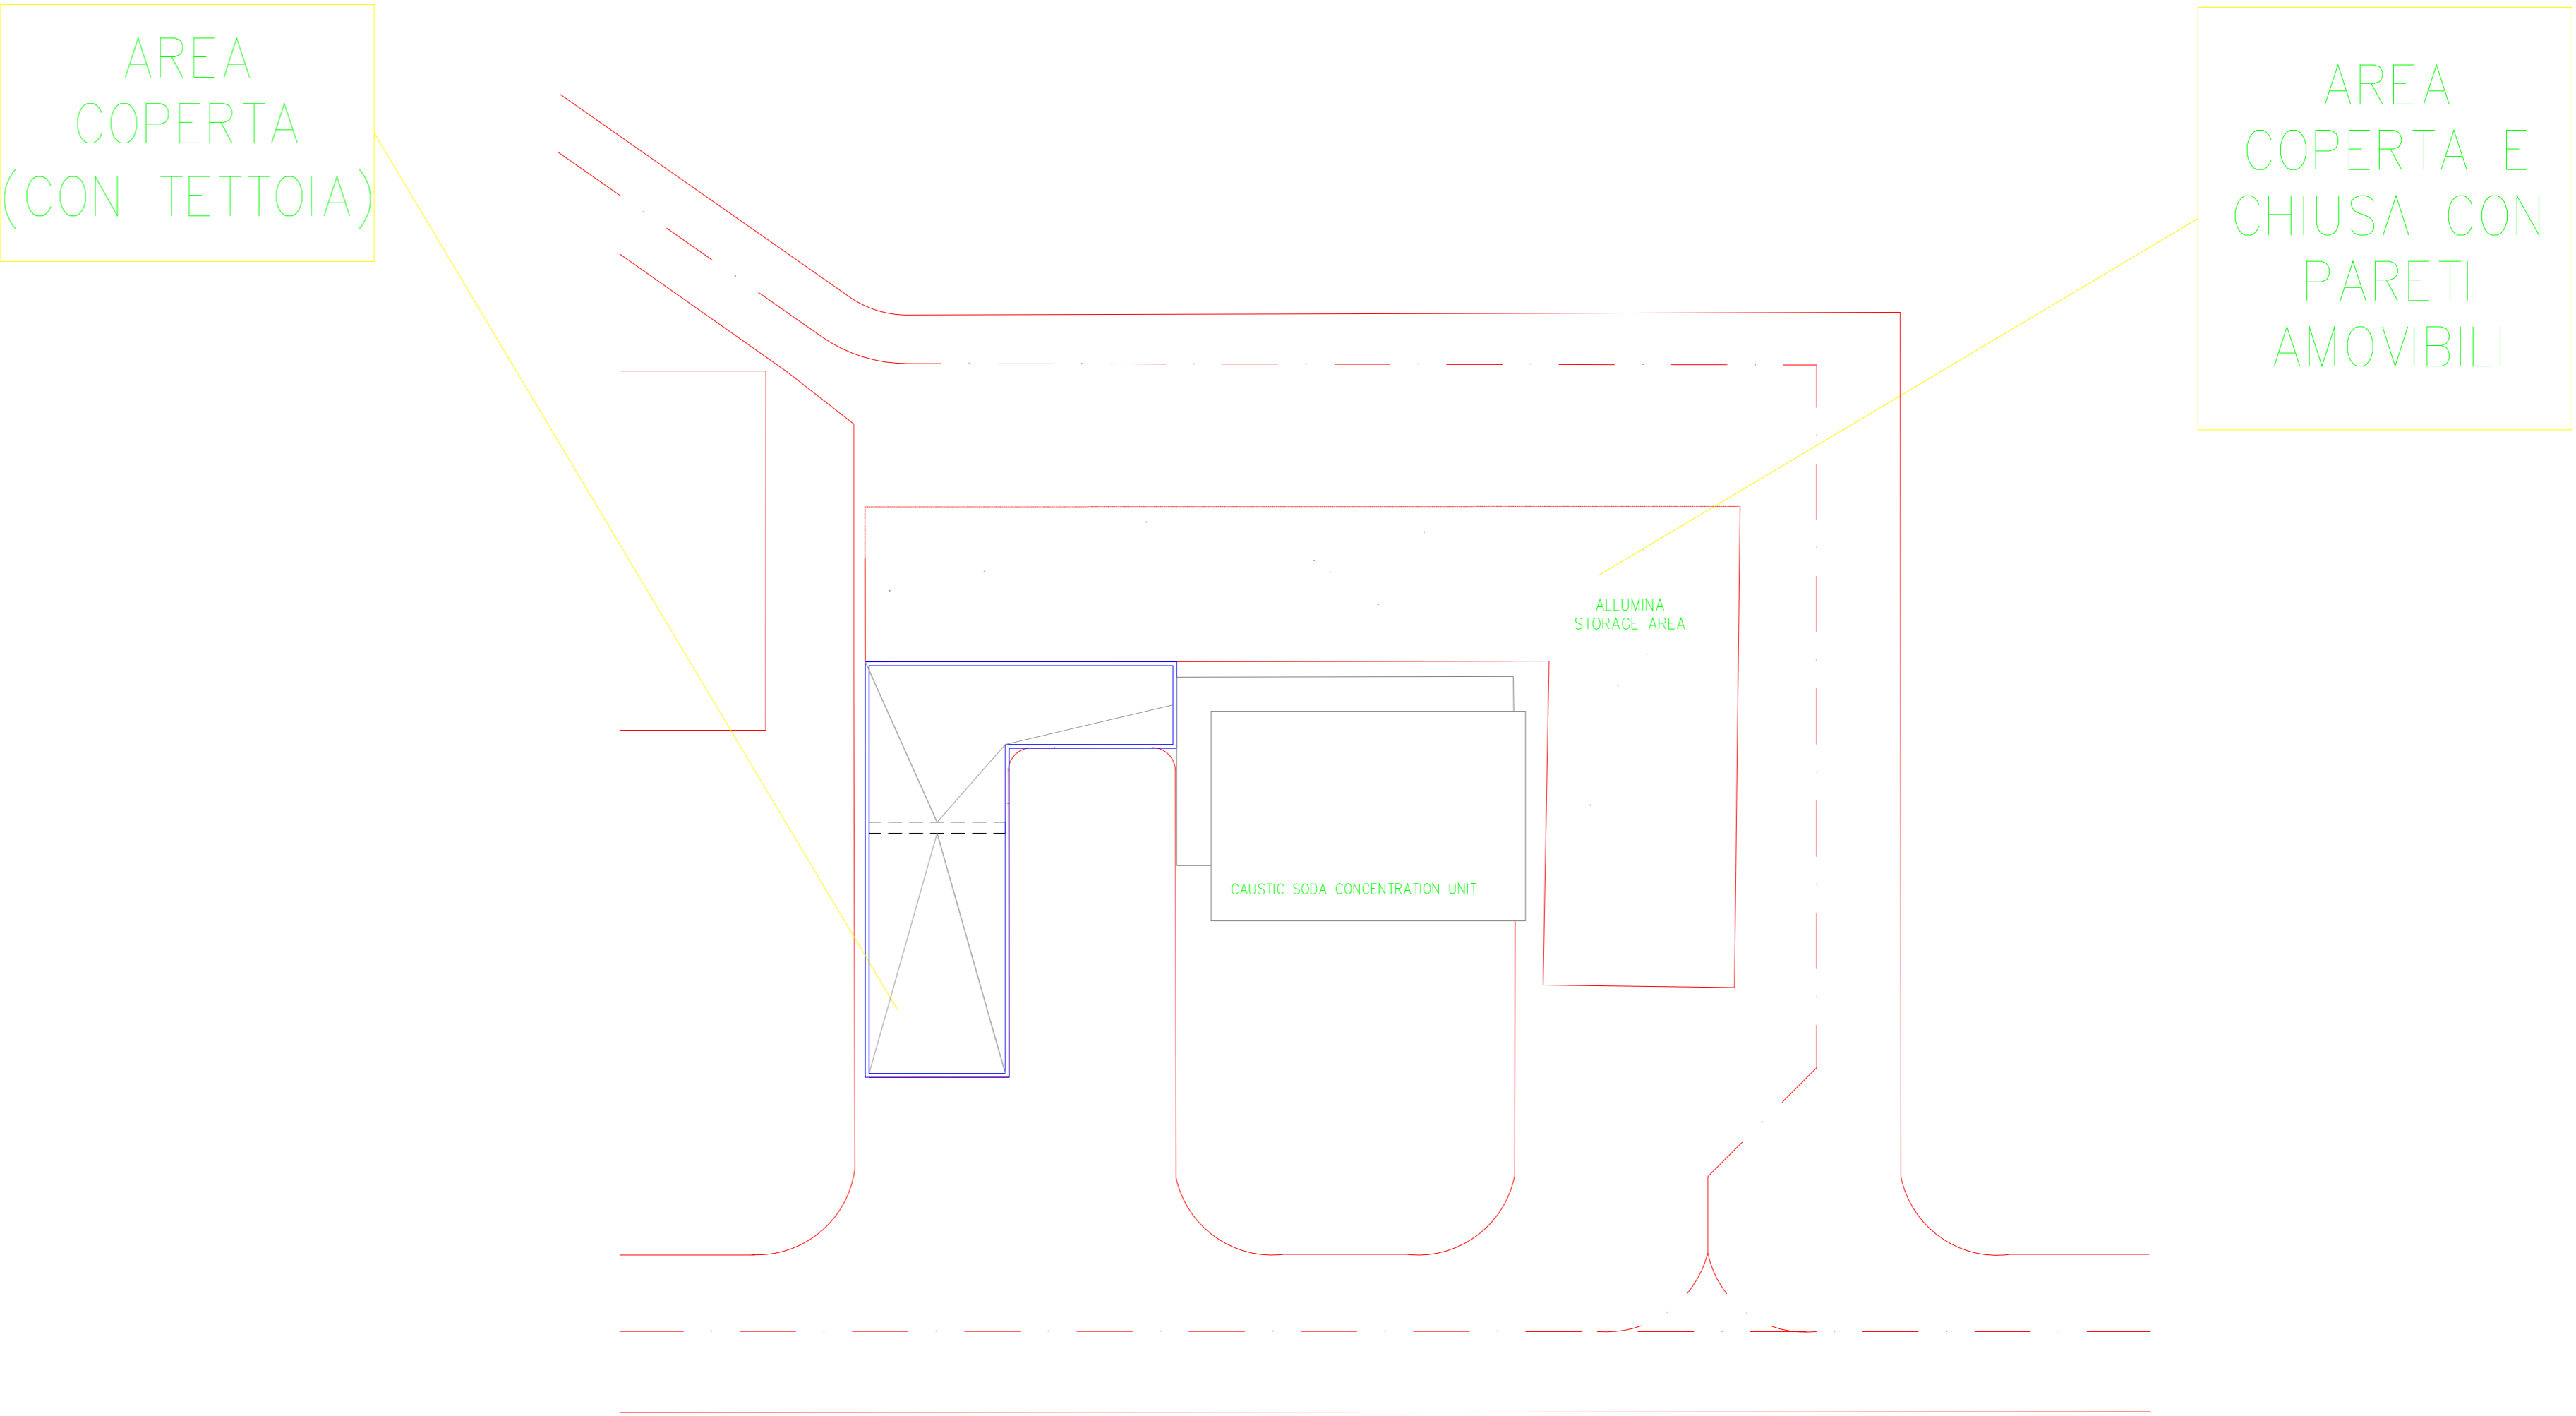 AREA
COPERTA
(CON TETTOIA)
AREA
COPERTA E
CHIUSA CON
PARETI
AMOVIBILI
ALLUMINA
STORAGE AREA
CAUSTIC SODA CONCENTRATION UNIT